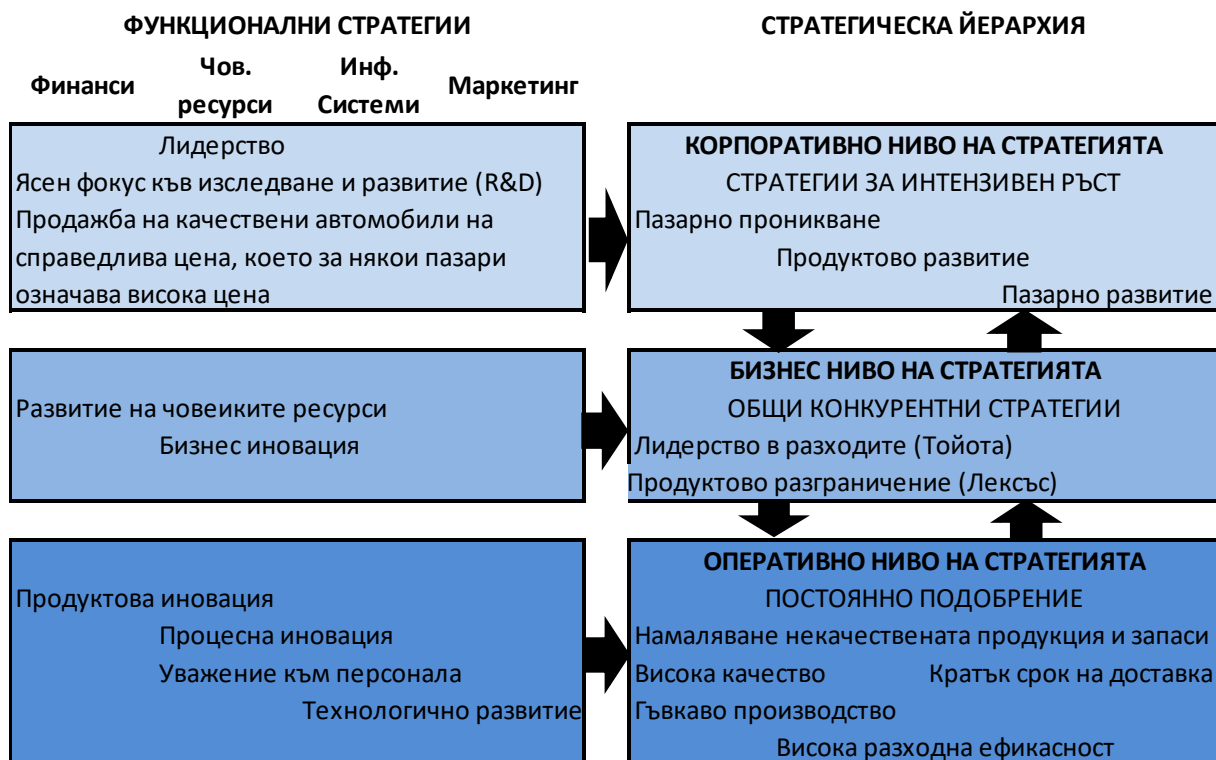 ФУНКЦИОНАЛНИ СТРАТЕГИИ
СТРАТЕГИЧЕСКА ЙЕРАРХИЯ
Финанси
Чов.
ресурси
Инф.
Системи
Маркетинг
Лидерство
Ясен фокус във изследване и развитие (R&D)
Продажба на качествени автомобили на
справедлива цена, което за някои пазари
означава висока цена
КОРПОРАТИВНО НИВО НА СТРАТЕГИЯТА
СТРАТЕГИИ ЗА ИНТЕНЗИВЕН РЪСТ
Пазарно проникване
Продуктово развитие
Пазарно развитие
Развитие на човеиките ресурси
Бизнес иновация
БИЗНЕС НИВО НА СТРАТЕГИЯТА
ОБЩИ КОНКУРЕНТНИ СТРАТЕГИИ
Лидерство в разходите (Тойота)
Продуктово разграничение (Лексъс)
Продуктова иновация
Процесна иновация
Уважение към персонала
Технологично развитие
ОПЕРАТИВНО НИВО НА СТРАТЕГИЯТА
ПОСТОЯННО ПОДОБРЕНИЕ
Намаляване некачествената продукция и запаси
Висока качество Кратък срок на доставка
Гъвкаво производство
Висока разходна ефикасност